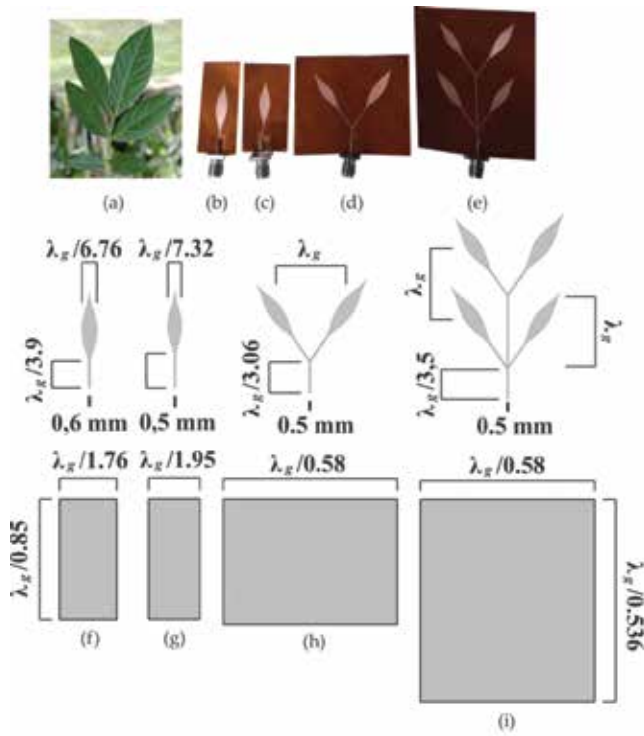 (a)
(b)
(c)
(d)
(e)
λg/6.76
λg/7.32
λg
λg
λg
λg/3.9
λg/3.06
λg/3,5
0,6 mm
0,5 mm
0.5 mm
0.5 mm
λg/1.76
λg/1.95
λg/0.58
λg/0.58
λg/0.85
λg/0.536
(f)
(g)
(h)
(i)